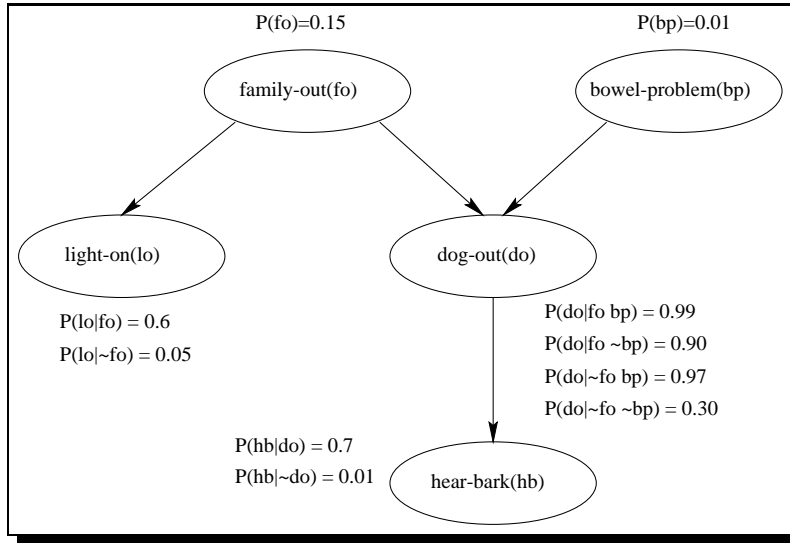 P(fo)=0.15
P(bp)=0.01
family-out(fo)
bowel-problem(bp)
light-on(lo)
dog-out(do)
P(lo|fo) = 0.6
P(lo|~fo) = 0.05
P(do|fo bp) = 0.99
P(do|fo ~bp) = 0.90
P(do|~fo bp) = 0.97
P(do|~fo ~bp) = 0.30
P(hb|do) = 0.7
P(hb|~do) = 0.01
hear-bark(hb)